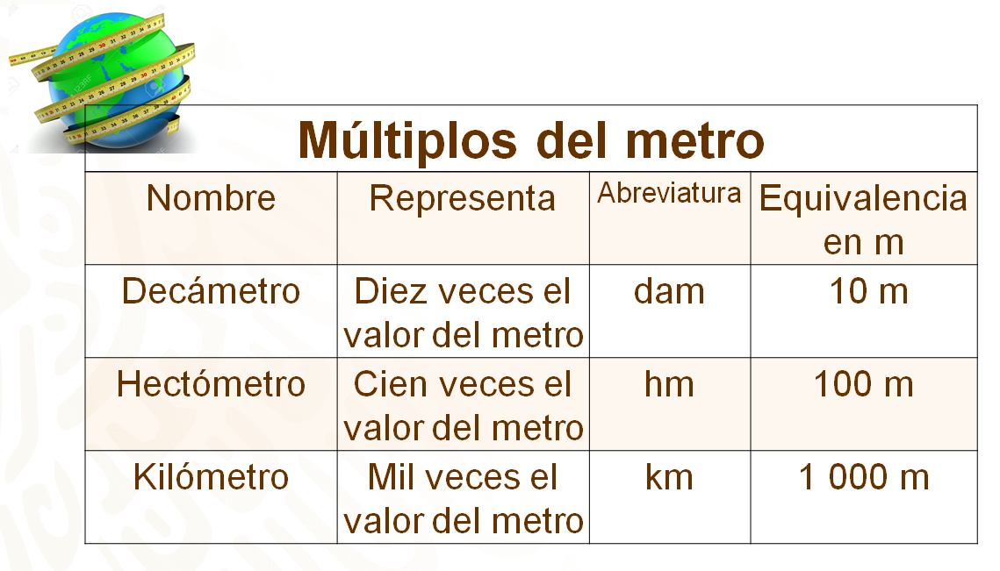 Múltiplos del metro
Nombre Representa Abreviatura Equivalencia
en m
Decámetro Diez veces el dam 10 m
valor del metro
Hectómetro Cien veces el hm 100 m
valor del metro
Kilómetro Mil veces el km 1 000 m
valor del metro